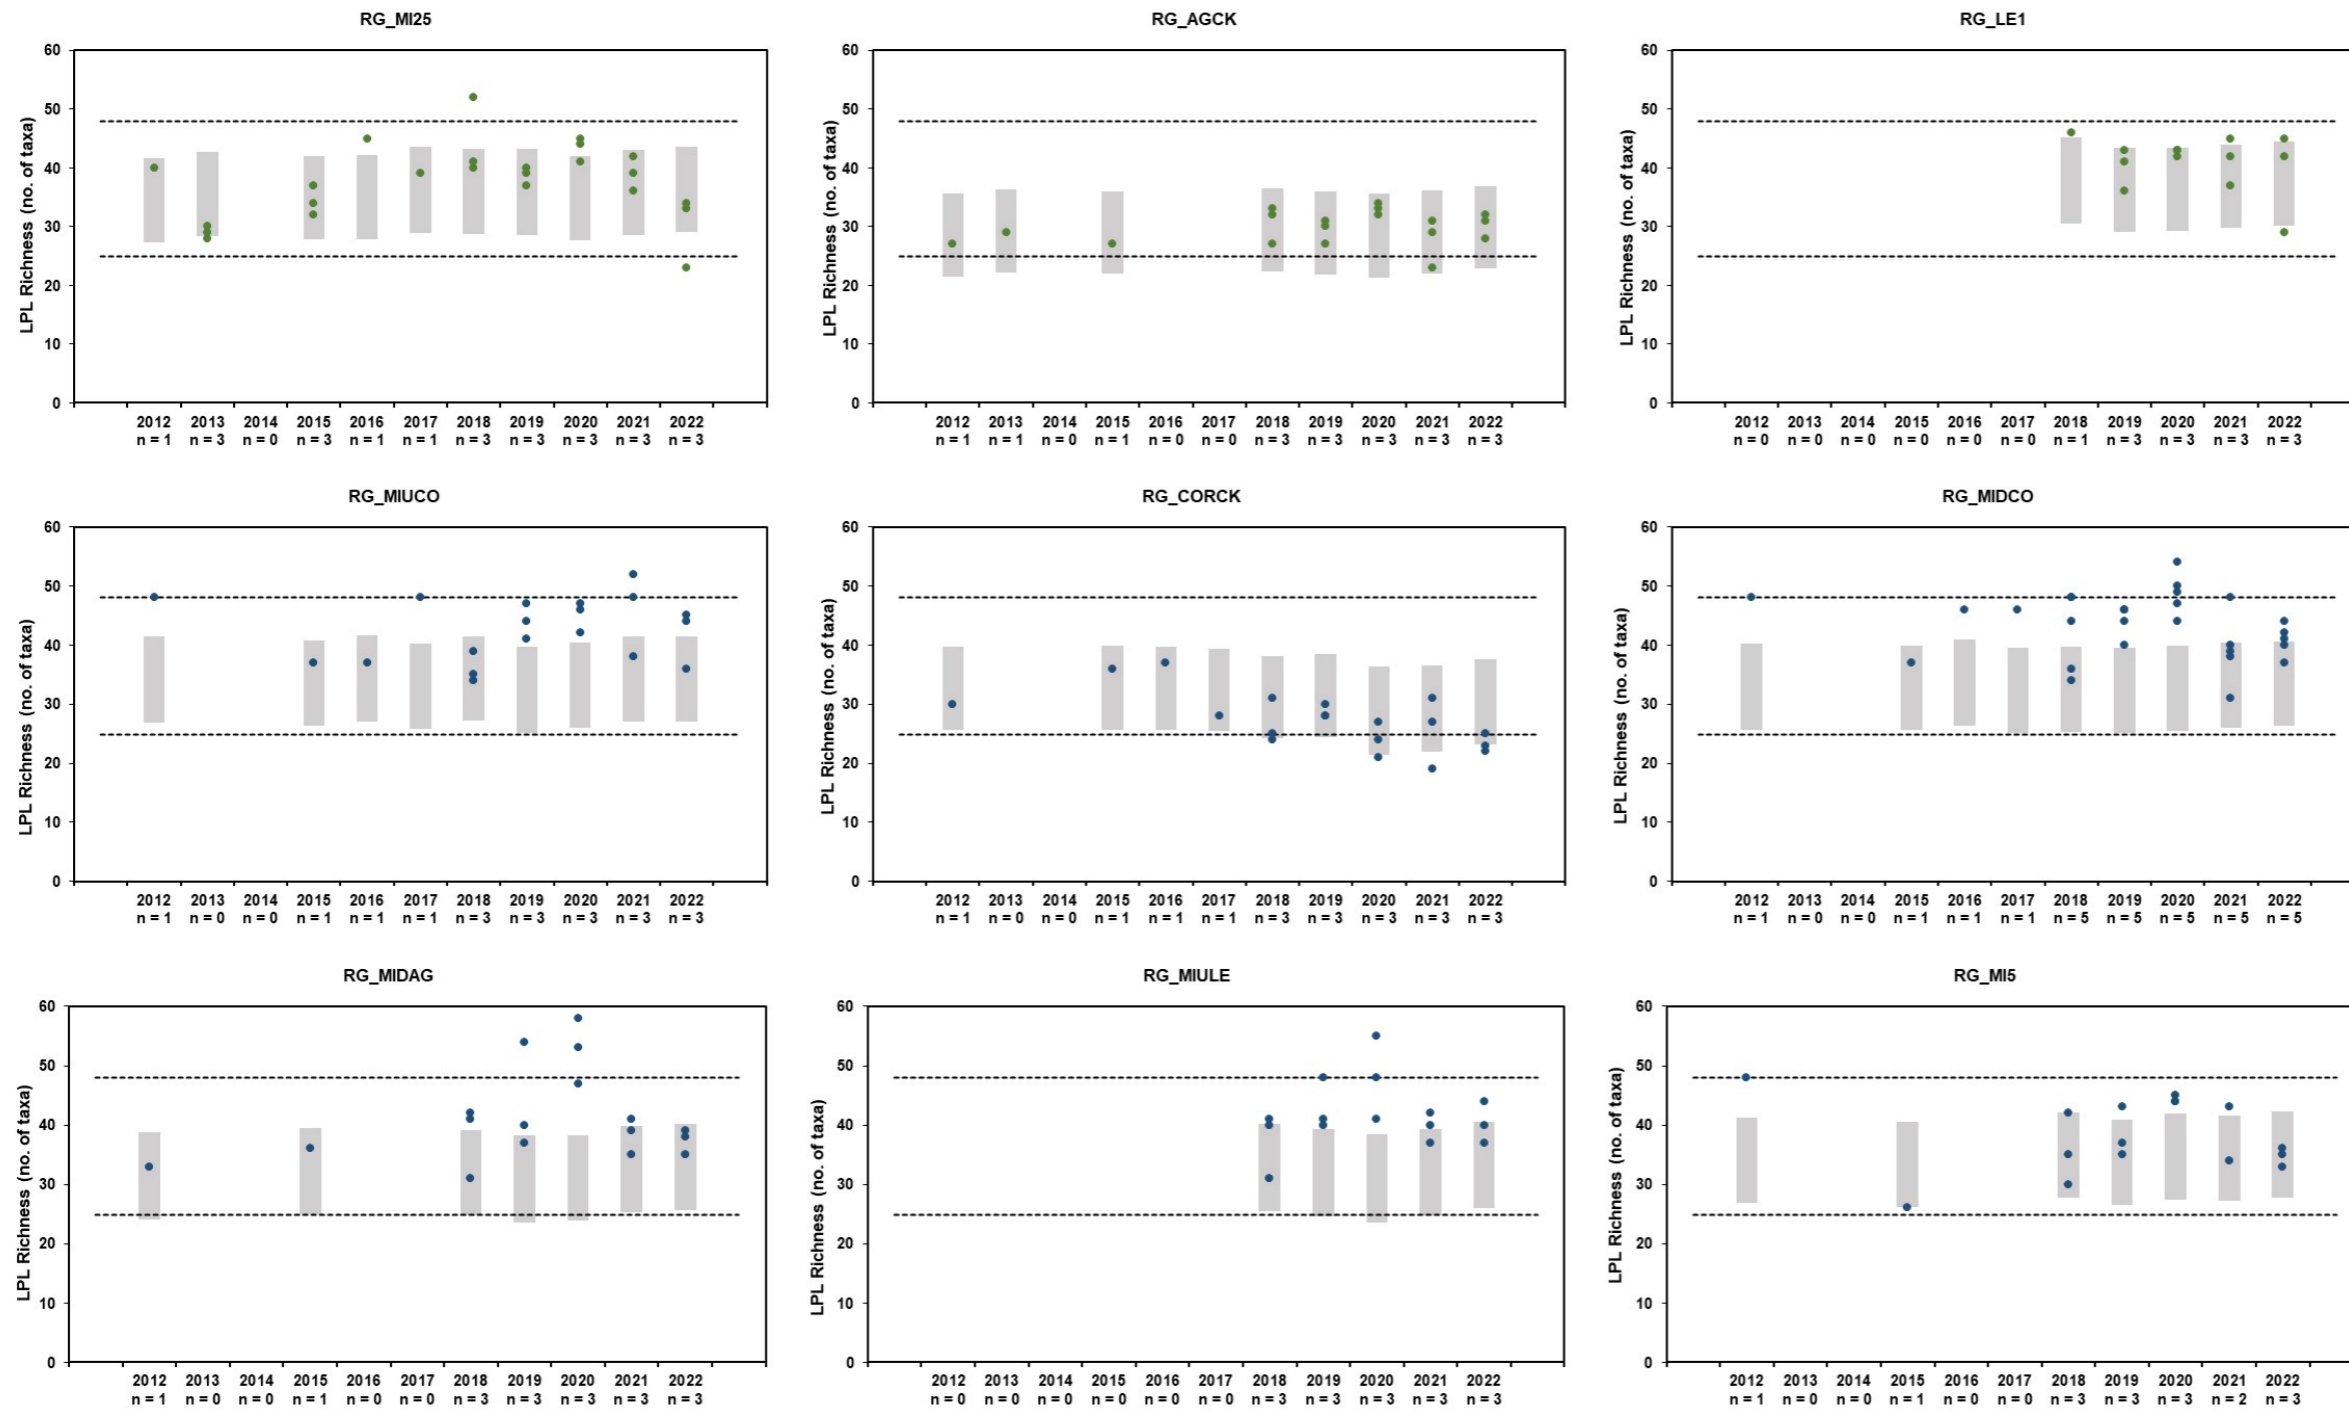 RG_MI25
RG_AGCK
RG_LE1
LPL Richness (no. of taxa)
60
50
40
30
20
10
0
2012 2013 2014 2015 2016 2017 2018 2019 2020 2021 2022
n = 1 n = 3 n = 0 n = 3 n = 1 n = 1 n = 3 n = 3 n = 3 n = 3 n = 3
LPL Richness (no. of taxa)
60
50
40
30
20
10
0
2012 2013 2014 2015 2016 2017 2018 2019 2020 2021 2022
n = 1 n = 1 n = 0 n = 1 n = 0 n = 0 n = 3 n = 3 n = 3 n = 3 n = 3
LPL Richness (no. of taxa)
60
50
40
30
20
10
0
2012 2013 2014 2015 2016 2017 2018 2019 2020 2021 2022
n = 0 n = 0 n = 0 n = 0 n = 0 n = 0 n = 1 n = 3 n = 3 n = 3 n = 3
RG_MIUCO
RG_CORCK
RG_MIDCO
LPL Richness (no. of taxa)
60
50
40
30
20
10
0
2012 2013 2014 2015 2016 2017 2018 2019 2020 2021 2022
n = 1 n = 0 n = 0 n = 1 n = 1 n = 1 n = 3 n = 3 n = 3 n = 3 n = 3
LPL Richness (no. of taxa)
60
50
40
30
20
10
0
2012 2013 2014 2015 2016 2017 2018 2019 2020 2021 2022
n = 1 n = 0 n = 0 n = 1 n = 1 n = 1 n = 3 n = 3 n = 3 n = 3 n = 3
LPL Richness (no. of taxa)
60
50
40
30
20
10
0
2012 2013 2014 2015 2016 2017 2018 2019 2020 2021 2022
n = 1 n = 0 n = 0 n = 1 n = 1 n = 1 n = 5 n = 5 n = 5 n = 5 n = 5
RG_MIDAG
RG_MIULE
RG_MI5
LPL Richness (no. of taxa)
60
50
40
30
20
10
0
2012 2013 2014 2015 2016 2017 2018 2019 2020 2021 2022
n = 1 n = 0 n = 0 n = 1 n = 0 n = 0 n = 3 n = 3 n = 3 n = 3 n = 3
LPL Richness (no. of taxa)
60
50
40
30
20
10
0
2012 2013 2014 2015 2016 2017 2018 2019 2020 2021 2022
n = 0 n = 0 n = 0 n = 0 n = 0 n = 0 n = 3 n = 3 n = 3 n = 3 n = 3
LPL Richness (no. of taxa)
60
50
40
30
20
10
0
2012 2013 2014 2015 2016 2017 2018 2019 2020 2021 2022
n = 1 n = 0 n = 0 n = 1 n = 0 n = 0 n = 3 n = 3 n = 3 n = 2 n = 3